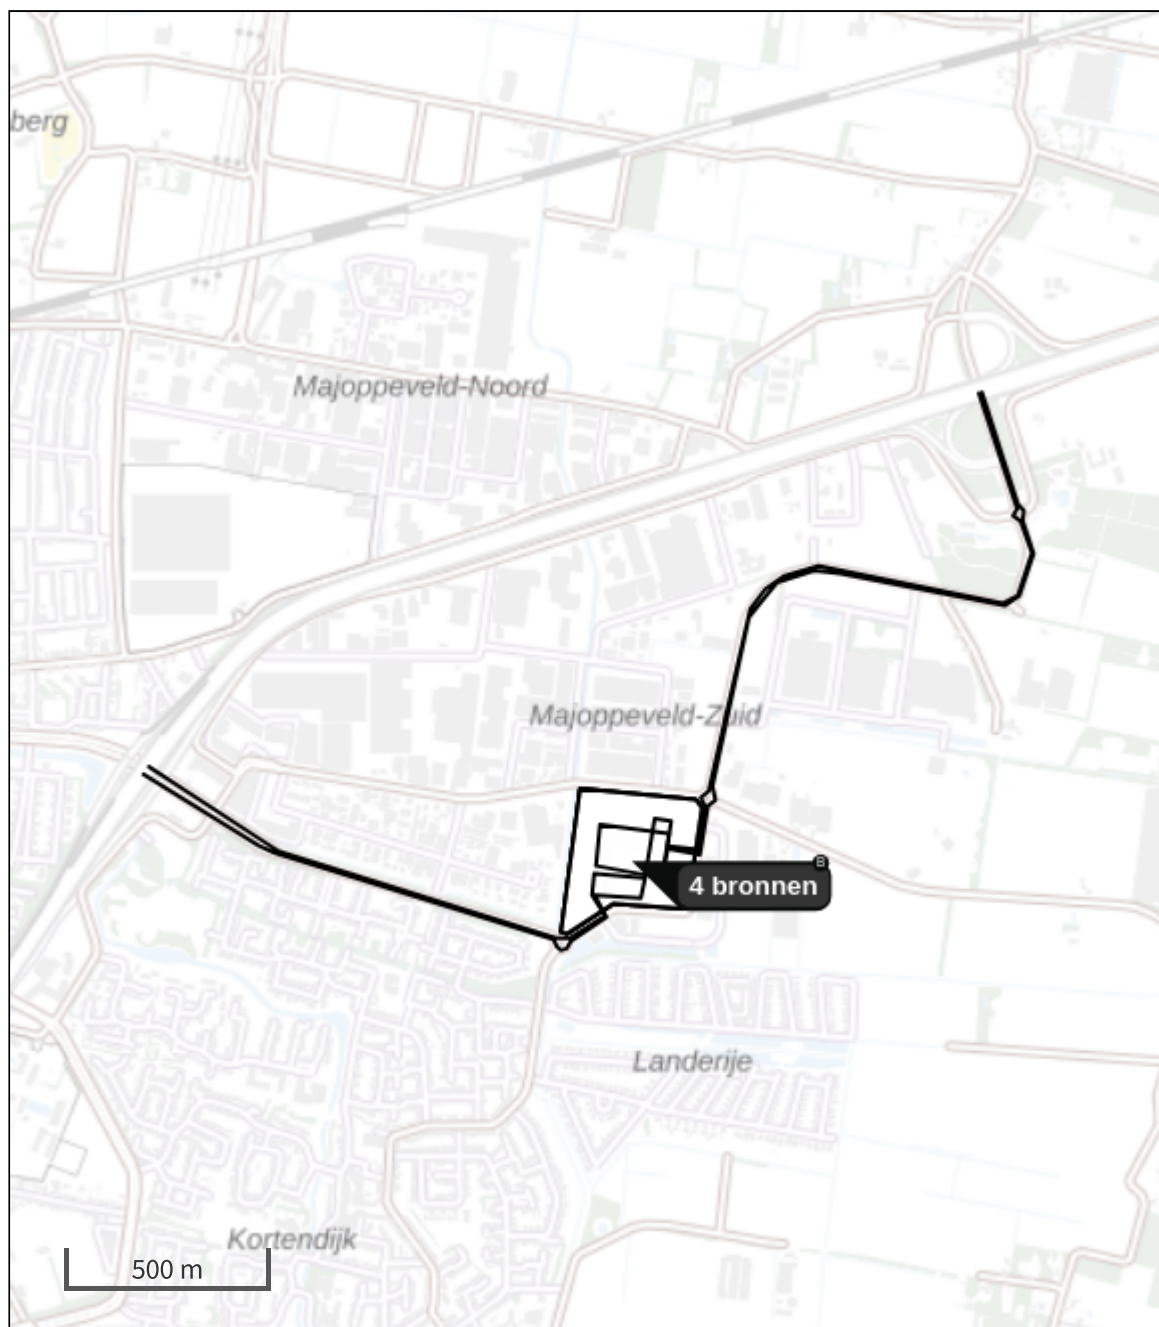 berg
Majoppeveld-Noord
Majoppeveld-Zuid
B
4 bronnen
Landerije
Kortendijk
500 m